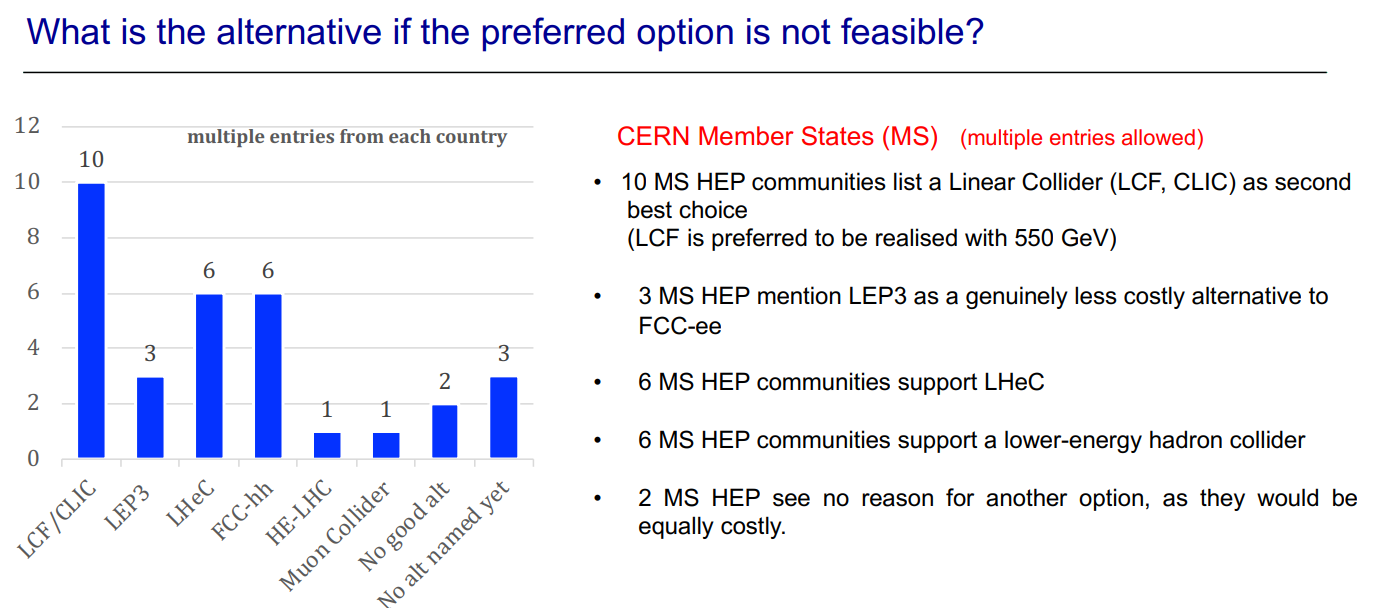 What is the alternative if the preferred option is not feasible?
multiple entries from each country
12
10
8
6
4
2
0
10
3
6
6
1
1
2
3
LCF/CLIC
LEP3
LHeC
FCC-hh
HE-LHC
Muon Collider
No good alt
No alt named yet
CERN Member States (MS) (multiple entries allowed)
• 10 MS HEP communities list a Linear Collider (LCF, CLIC) as second
best choice
(LCF is preferred to be realised with 550 GeV)
• 3 MS HEP mention LEP3 as a genuinely less costly alternative to
FCC-ee
• 6 MS HEP communities support LHeC
• 6 MS HEP communities support a lower-energy hadron collider
• 2 MS HEP see no reason for another option, as they would be
equally costly.